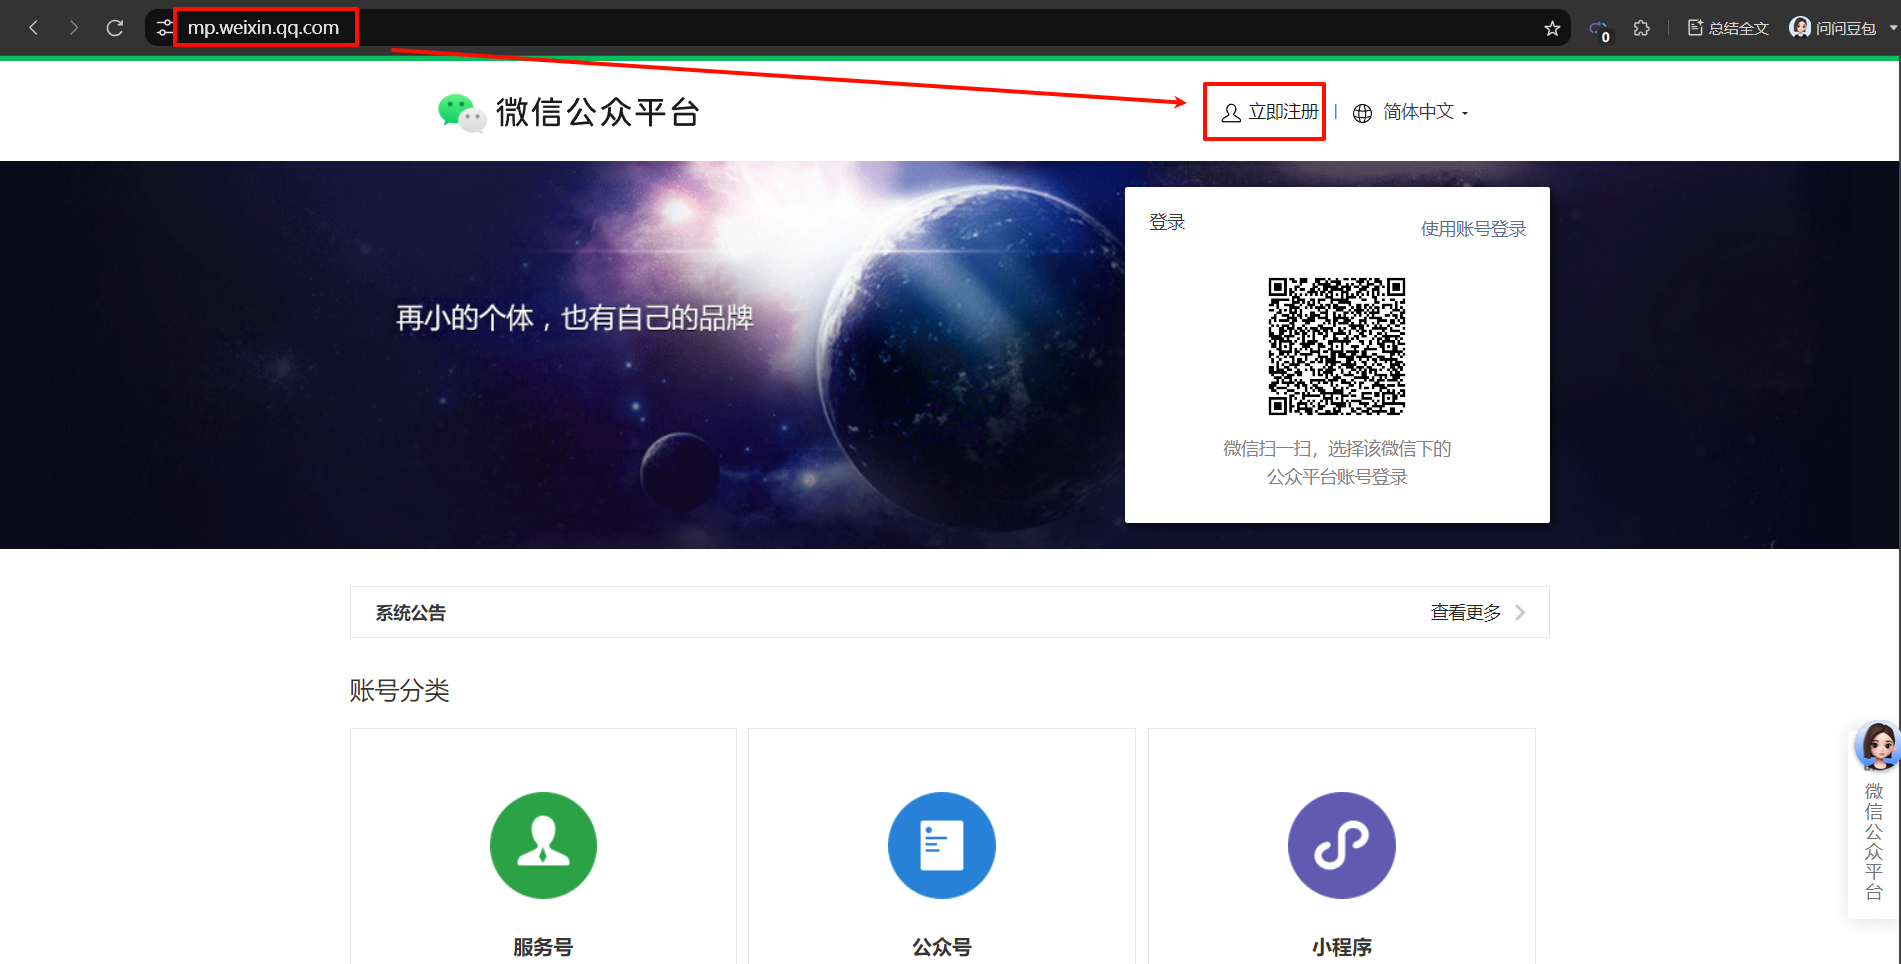 mp.weixin.qq.com
0
总结全文
问问豆包
微信公众平台
立即注册
简体中文
登录
使用账号登录
再小的个体，也有自己的品牌
微信扫一扫，选择该微信下的
公众平台账号登录
系统公告
查看更多
账号分类
微信公众平台
服务号
公众号
小程序